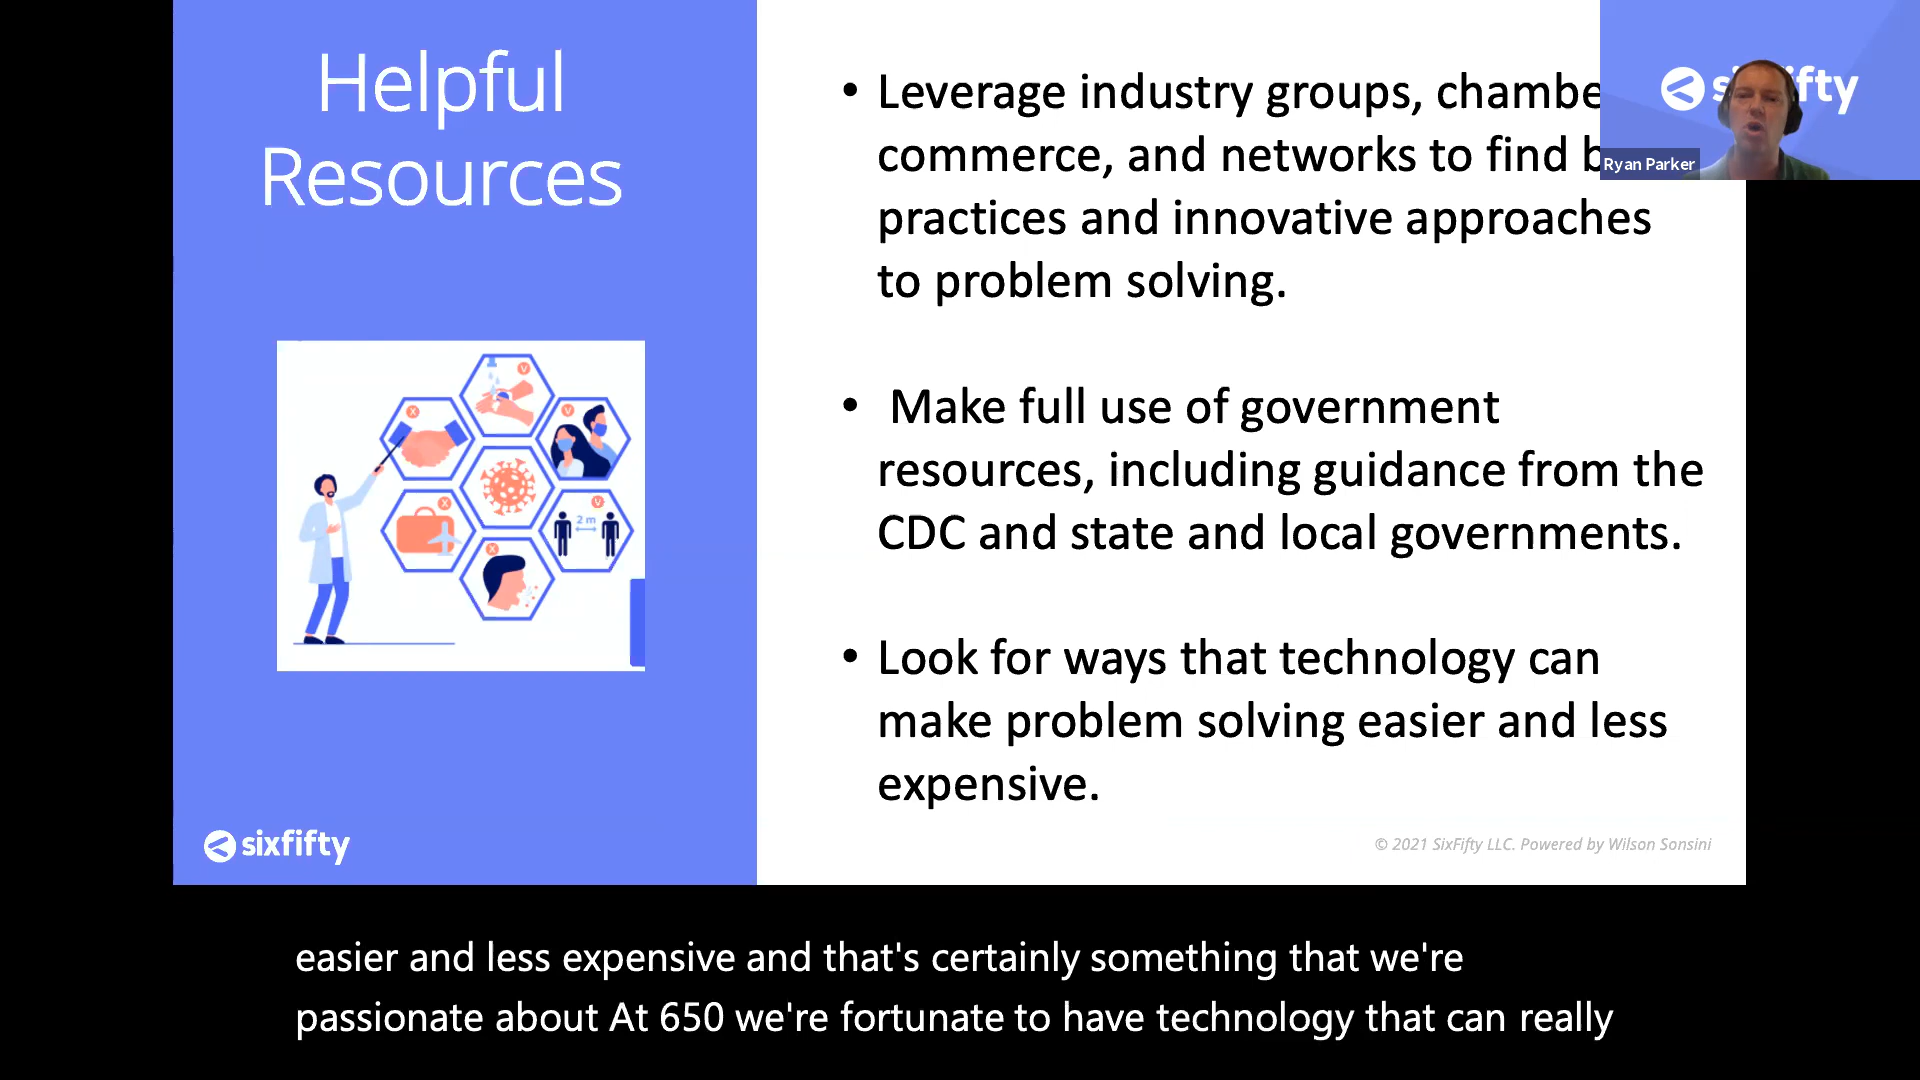 Helpful
Resources
• Leverage industry groups, chambe
commerce, and networks to find b
practices and innovative approaches
to problem solving.
• Make full use of government
resources, including guidance from the
CDC and state and local governments.
• Look for ways that technology can
make problem solving easier and less
expensive.
sixfifty
Ryan Parker
X
V
V
X
X
V
2 m
sixfifty
© 2021 SixFifty LLC. Powered by Wilson Sonsini
easier and less expensive and that's certainly something that we're
passionate about At 650 we're fortunate to have technology that can really